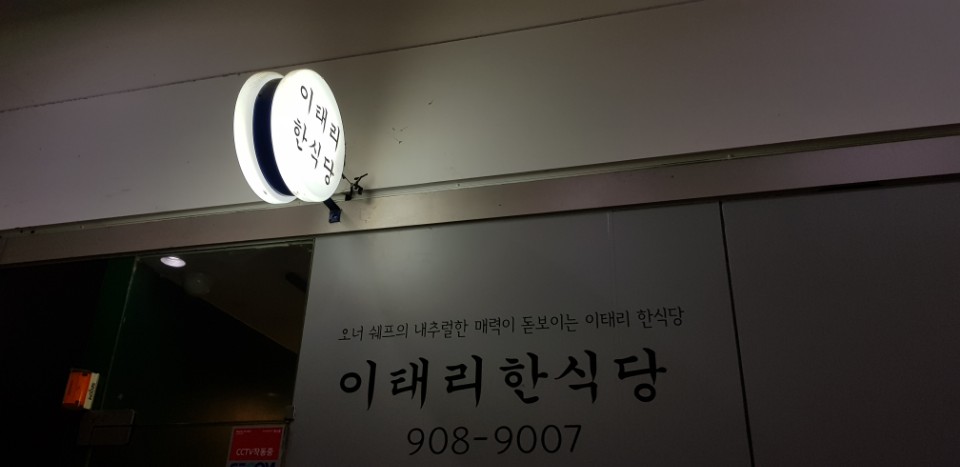 이태리
한식당
오너 쉐프의 내추럴한 매력이 돋보이는 이태리 한식당
이태리한식당
908-9007
CCTV작동중